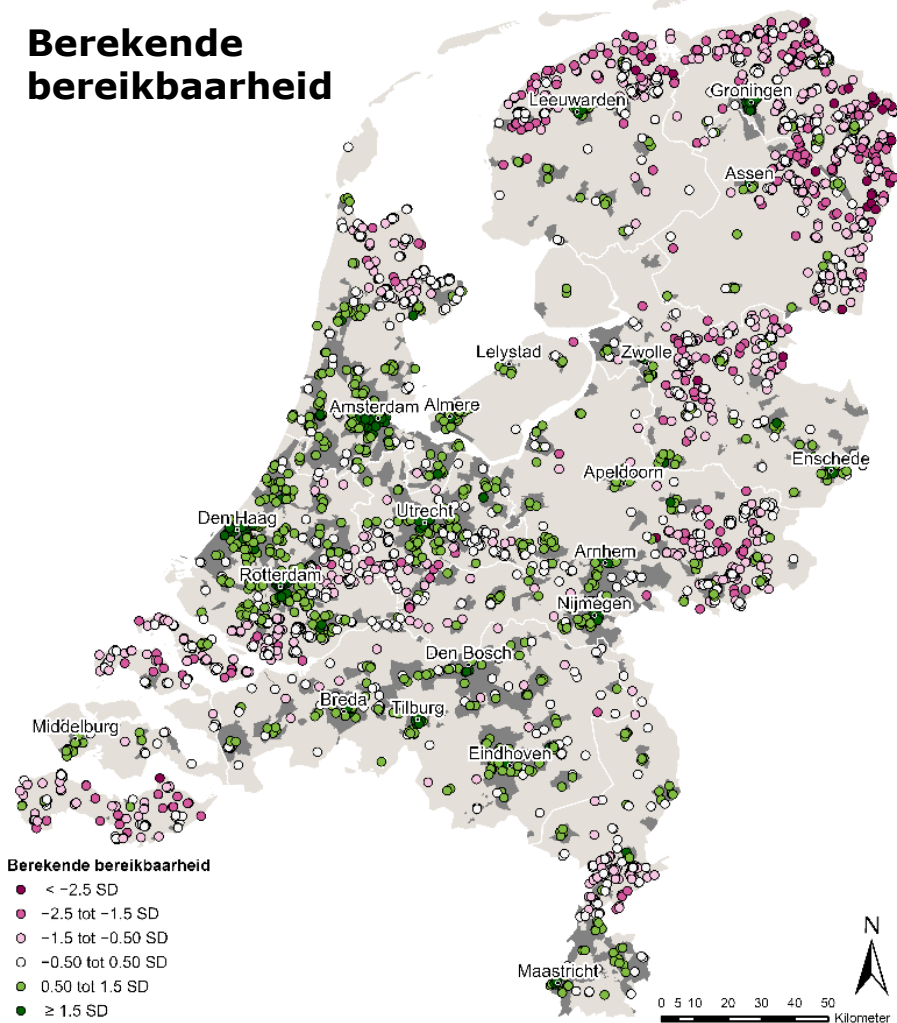 Berekende
bereikbaarheid
Leeuwarden
Groningen
Assen
Lelystad
Zwolle
Amsterdam
Almere
Enschede
Apeldoorn
Den Haag
Utrecht
Arnhem
Rotterdam
Nijmegen
Den Bosch
Breda
Tilburg
Middelburg
Eindhoven
Maastricht
Berekende bereikbaarheid
< −2.5 SD
−2.5 tot −1.5 SD
−1.5 tot −0.50 SD
−0.50 tot 0.50 SD
0.50 tot 1.5 SD
≥ 1.5 SD
N
0 5 10 20 30 40 50
Kilometer